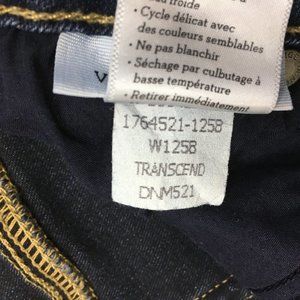 eau froide
• Cycle délicat avec
des couleurs semblables
• Ne pas blanchir
• Séchage par culbutage à
basse température
• Retirer immédiatement
V
1764521-1258
W1258
TRANSCEND
DNM521